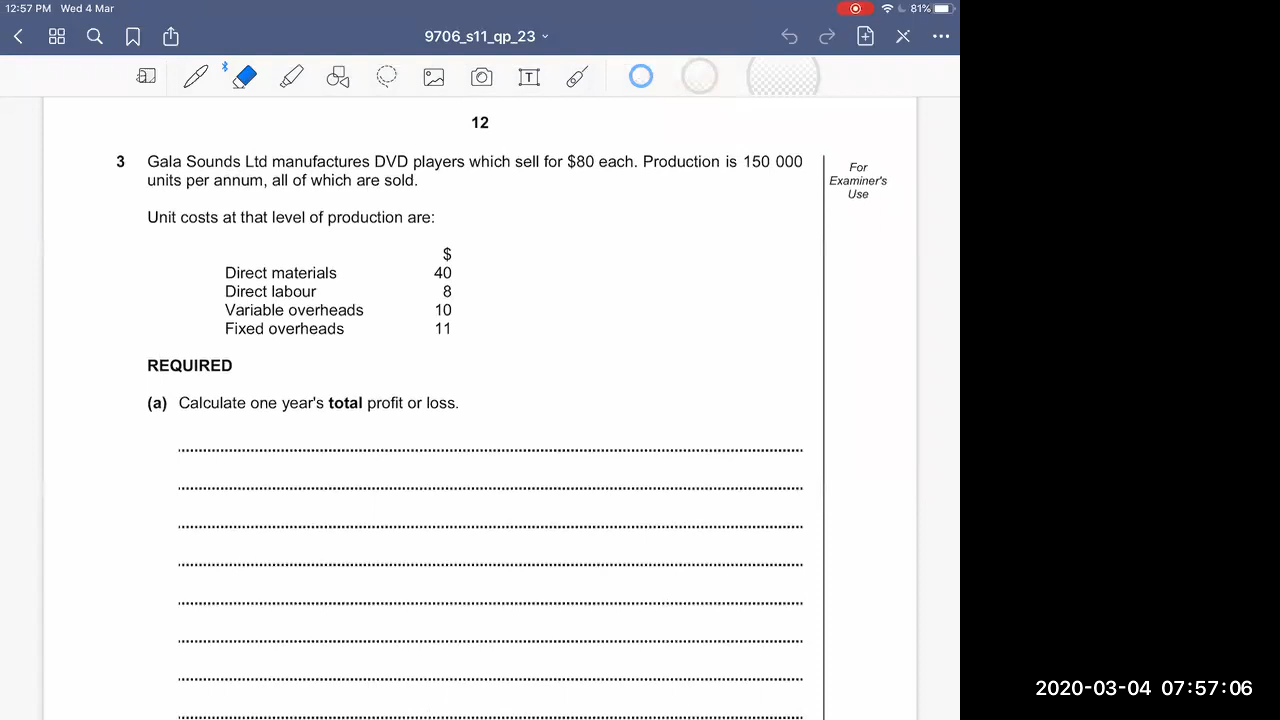 12:57 PM Wed 4 Mar
81%
9706_s11_qp_23
T
12
3 Gala Sounds Ltd manufactures DVD players which sell for $80 each. Production is 150 000
units per annum, all of which are sold.
For
Examiner's
Use
Unit costs at that level of production are:
$
Direct materials 40
Direct labour 8
Variable overheads 10
Fixed overheads 11
REQUIRED
(a) Calculate one year's total profit or loss.
2020-03-04 07:57:06